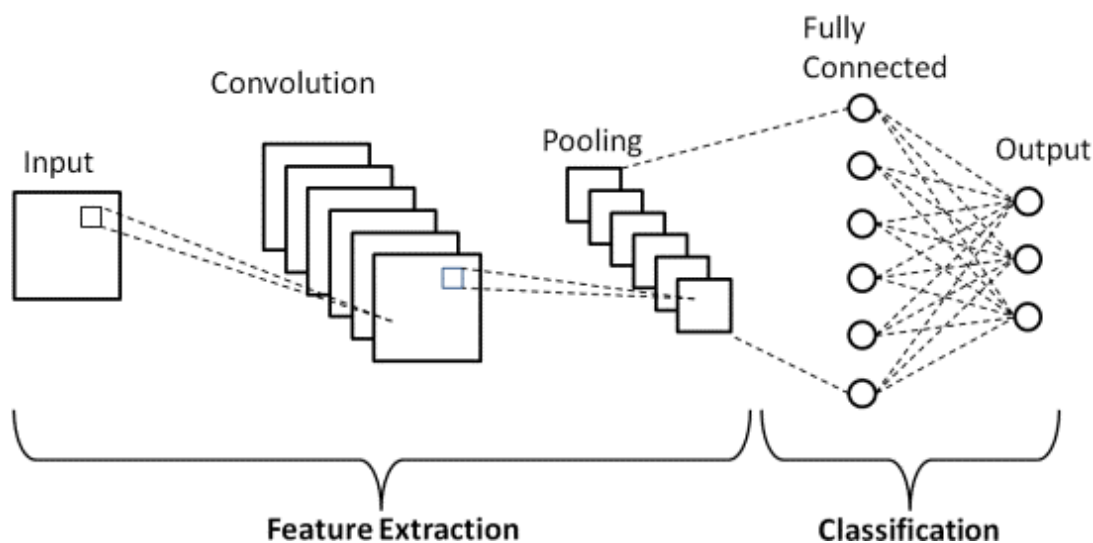 Input
Convolution
Pooling
Fully
Connected
Output
Feature Extraction
Classification